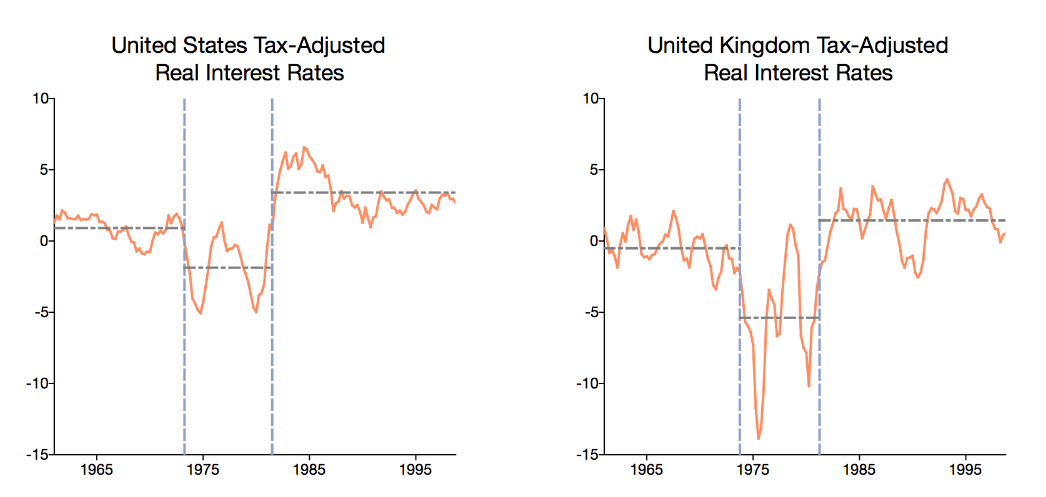 United States Tax-Adjusted
Real Interest Rates
10
5
0
-5
-10
-15
1965 1975 1985 1995
United Kingdom Tax-Adjusted
Real Interest Rates
10
5
0
-5
-10
-15
1965 1975 1985 1995